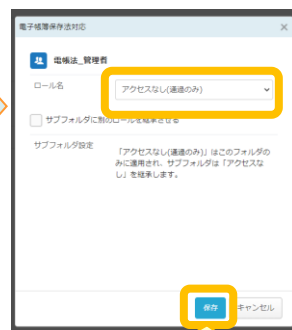 電子帳簿保存法対応
電帳法_管理者
ロール名
アクセスなし(通過のみ)
サブフォルダに別のロールを継承させる
サブフォルダ設定
「アクセスなし(通過のみ)」はこのフォルダの
みに適用され、サブフォルダは「アクセスな
し」を継承します。
保存
キャンセル